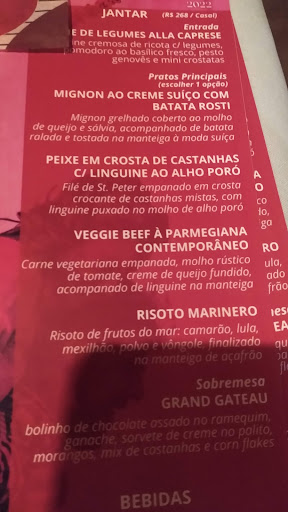 2022
JANTAR (R$ 268 / Casal)
Entrada
E DE LEGUMES ALLA CAPRESE
ine cremosa de ricota c/ legumes,
omodoro ao basílico fresco, pesto
genovês e mini crostatas
Pratos Principais
(escolher 1 opção)
MIGNON AO CREME SUÍÇO COM
BATATA ROSTI
Mignon grelhado coberto ao molho
de queijo e sálvia, acompanhado de batata
ralada e tostada na manteiga à moda suíça
PEIXE EM CROSTA DE CASTANHAS
C/ LINGUINE AO ALHO PORÓ
Filé de St. Peter empanado em crosta
crocante de castanhas mistas, com
linguine puxado no molho de alho poró
VEGGIE BEEF À PARMEGIANA
CONTEMPORÂNEO
Carne vegetariana empanada, molho rústico
de tomate, creme de queijo fundido,
acompanado de linguine na manteiga
RISOTO MARINERO
Risoto de frutos do mar: camarão, lula,
mexilhão, polvo e vôngole, finalizado
na manteiga de açafrão
Sobremesa
GRAND GATEAU
bolinho de chocolate assado no ramequim,
ganache, sorvete de creme no palito,
morangos, mix de castanhas e corn flakes
BEBIDAS